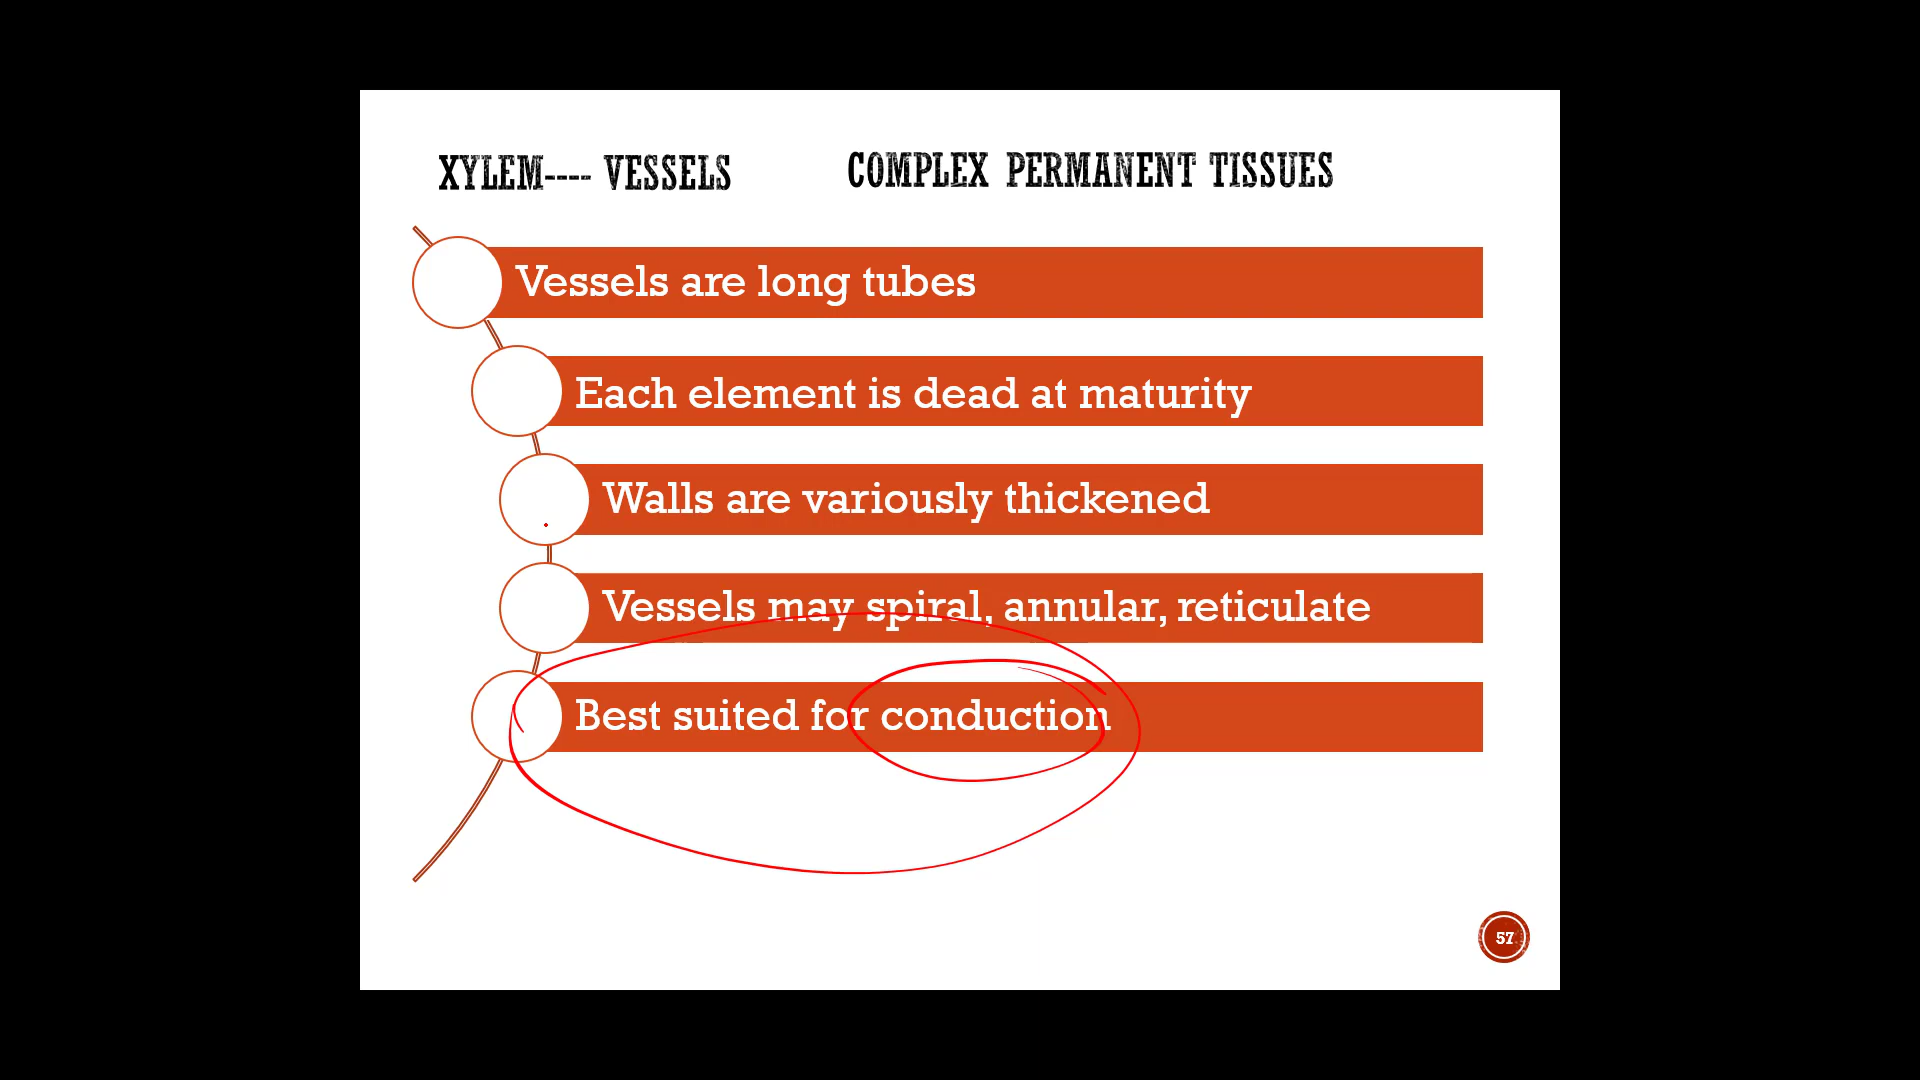 XYLEM---- VESSELS
COMPLEX PERMANENT TISSUES
Vessels are long tubes
Each element is dead at maturity
Walls are variously thickened
Vessels may spiral, annular, reticulate
Best suited for conduction
57